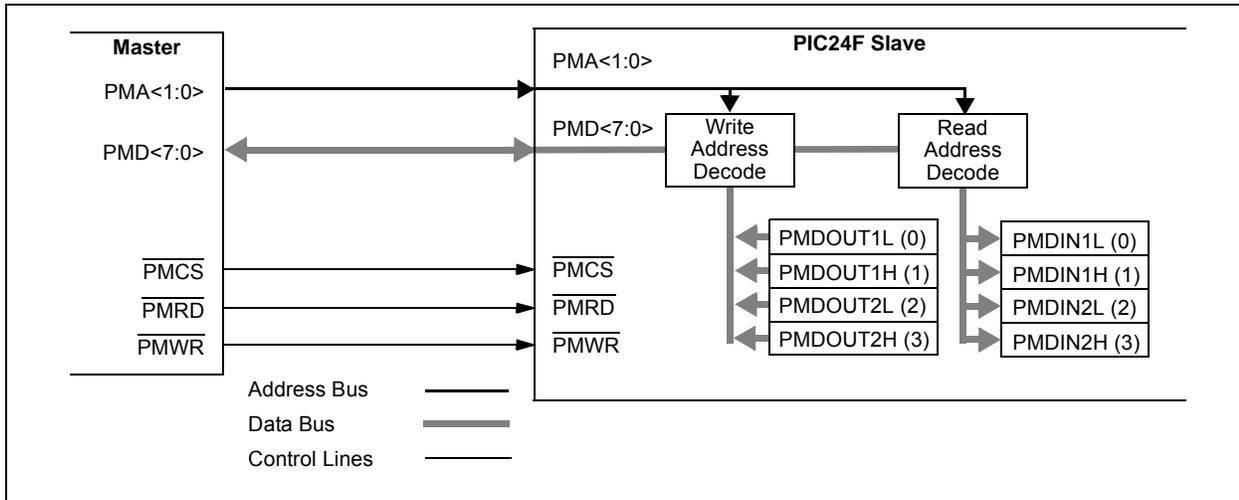 Master
PIC24F Slave
PMA<1:0>
PMA<1:0>
PMD<7:0>
PMD<7:0>
Write
Address
Decode
Read
Address
Decode
PMDOUT1L (0)
PMDOUT1H (1)
PMDOUT2L (2)
PMDOUT2H (3)
PMDIN1L (0)
PMDIN1H (1)
PMDIN2L (2)
PMDIN2H (3)
PMCS
PMCS
PMRD
PMRD
PMWR
PMWR
Address Bus
Data Bus
Control Lines